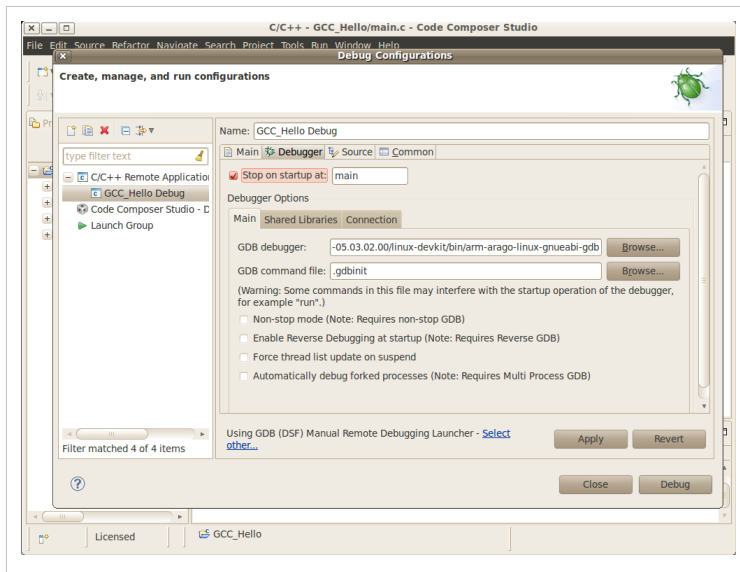 C/C++ - GCC_Hello/main.c - Code Composer Studio
File Edit Source Refactor Navigate Search Project Tools Run Window Help
Debug Configurations
Create, manage, and run configurations
Pr
Name: GCC_Hello Debug
type filter text
Main Debugger Source Common
Stop on startup at: main
C/C++ Remote Applicatio
GCC_Hello Debug
Code Composer Studio - D
Launch Group
Debugger Options
Main Shared Libraries Connection
GDB debugger: -05.03.02.00/linux-devkit/bin/arm-arago-linux-gnueabi-gdb Browse...
GDB command file: .gdbinit Browse...
(Warning: Some commands in this file may interfere with the startup operation of the debugger,
for example "run".)
Non-stop mode (Note: Requires non-stop GDB)
Enable Reverse Debugging at startup (Note: Requires Reverse GDB)
Force thread list update on suspend
Automatically debug forked processes (Note: Requires Multi Process GDB)
Filter matched 4 of 4 items
Using GDB (DSF) Manual Remote Debugging Launcher - Select
other...
Apply Revert
Close Debug
Licensed GCC_Hello